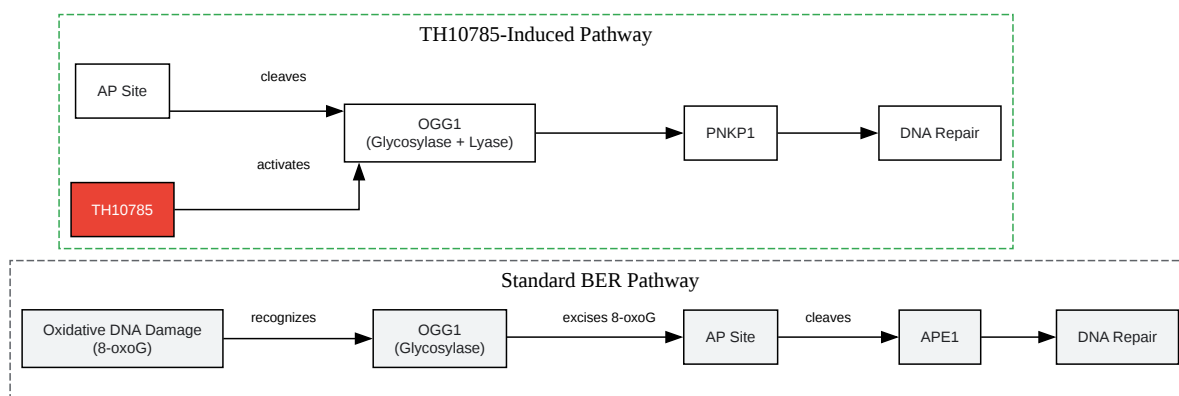 TH10785-Induced Pathway
AP Site
cleaves
OGG1
(Glycosylase + Lyase)
PNKP1
DNA Repair
activates
TH10785
Standard BER Pathway
Oxidative DNA Damage
(8-oxoG)
recognizes
OGG1
(Glycosylase)
excises 8-oxoG
AP Site
cleaves
APE1
DNA Repair